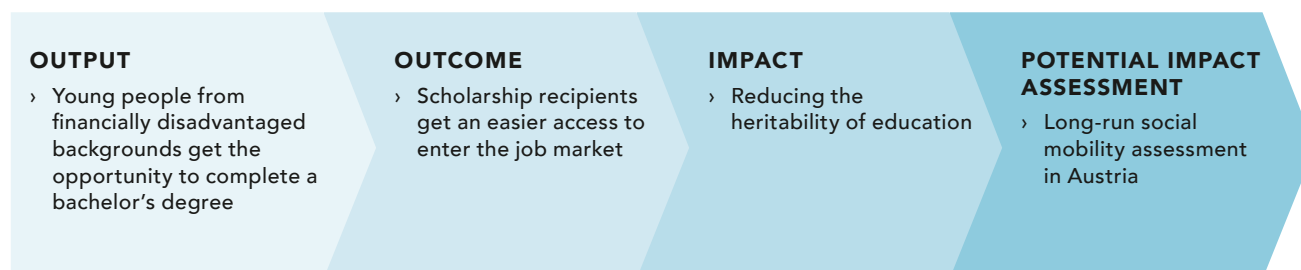 OUTPUT
› Young people from
financially disadvantaged
backgrounds get the
opportunity to complete a
bachelor’s degree
OUTCOME
› Scholarship recipients
get an easier access to
enter the job market
IMPACT
› Reducing the
heritability of education
POTENTIAL IMPACT
ASSESSMENT
› Long-run social
mobility assessment
in Austria